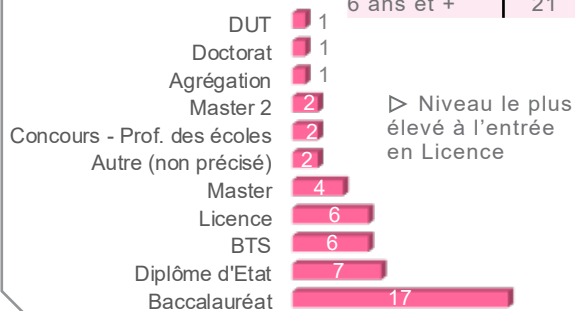 6 ans et + 21
DUT 1
Doctorat 1
Agrégation 1
Master 2 2
Concours - Prof. des écoles 2
Autre (non précisé) 2
Master 4
Licence 6
BTS 6
Diplôme d'Etat 7
Baccalauréat 17
▷ Niveau le plus
élevé à l'entrée
en Licence